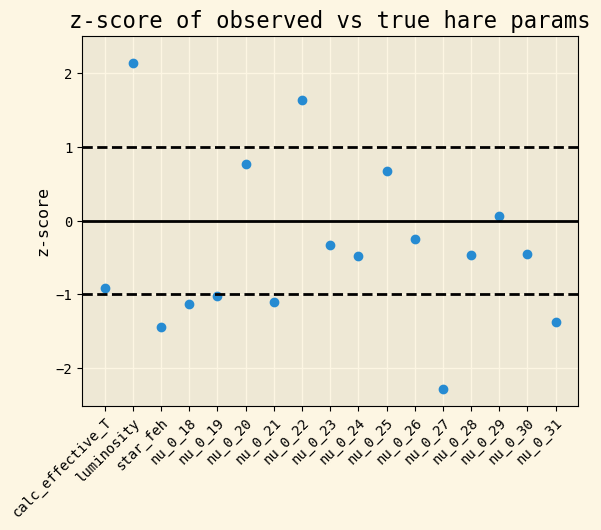 z-score of observed vs true hare params
z-score
2
1
0
−1
−2
calc_effective_T
luminosity
star_feh
nu_0_18
nu_0_19
nu_0_20
nu_0_21
nu_0_22
nu_0_23
nu_0_24
nu_0_25
nu_0_26
nu_0_27
nu_0_28
nu_0_29
nu_0_30
nu_0_31